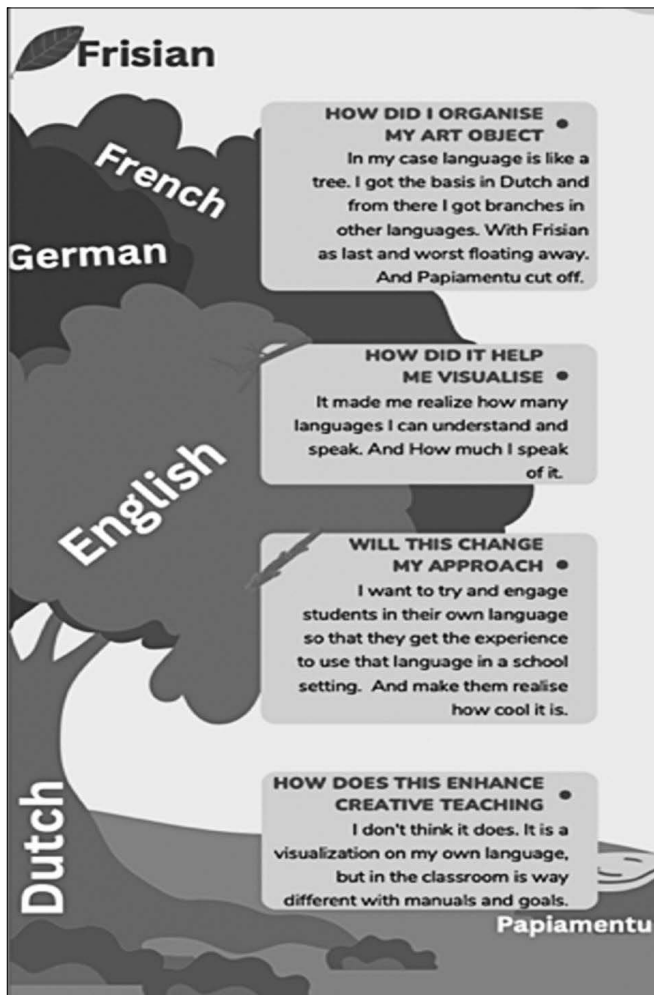 Frisian
French
German
English
Dutch
HOW DID I ORGANISE
MY ART OBJECT
In my case language is like a
tree. I got the basis in Dutch and
from there I got branches in
other languages. With Frisian
as last and worst floating away.
And Papiamentu cut off.
HOW DID IT HELP
ME VISUALISE
It made me realize how many
languages I can understand and
speak. And How much I speak
of it.
WILL THIS CHANGE
MY APPROACH
I want to try and engage
students in their own language
so that they get the experience
to use that language in a school
setting. And make them realise
how cool it is.
HOW DOES THIS ENHANCE
CREATIVE TEACHING
I don't think it does. It is a
visualization on my own language,
but in the classroom is way
different with manuals and goals.
Papiamentu